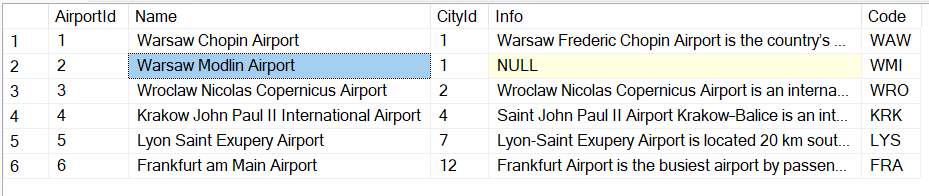 AirportId Name CityId Info Code
1 1 Warsaw Chopin Airport 1 Warsaw Frederic Chopin Airport is the country's ... WAW
2 2 Warsaw Modlin Airport 1 NULL WMI
3 3 Wroclaw Nicolas Copernicus Airport 2 Wroclaw Nicolas Copernicus Airport is an interna... WRO
4 4 Krakow John Paul II International Airport 4 Saint John Paul II Airport Krakow–Balice is an int... KRK
5 5 Lyon Saint Exupery Airport 7 Lyon-Saint Exupery Airport is located 20 km sout... LYS
6 6 Frankfurt am Main Airport 12 Frankfurt Airport is the busiest airport by passen... FRA